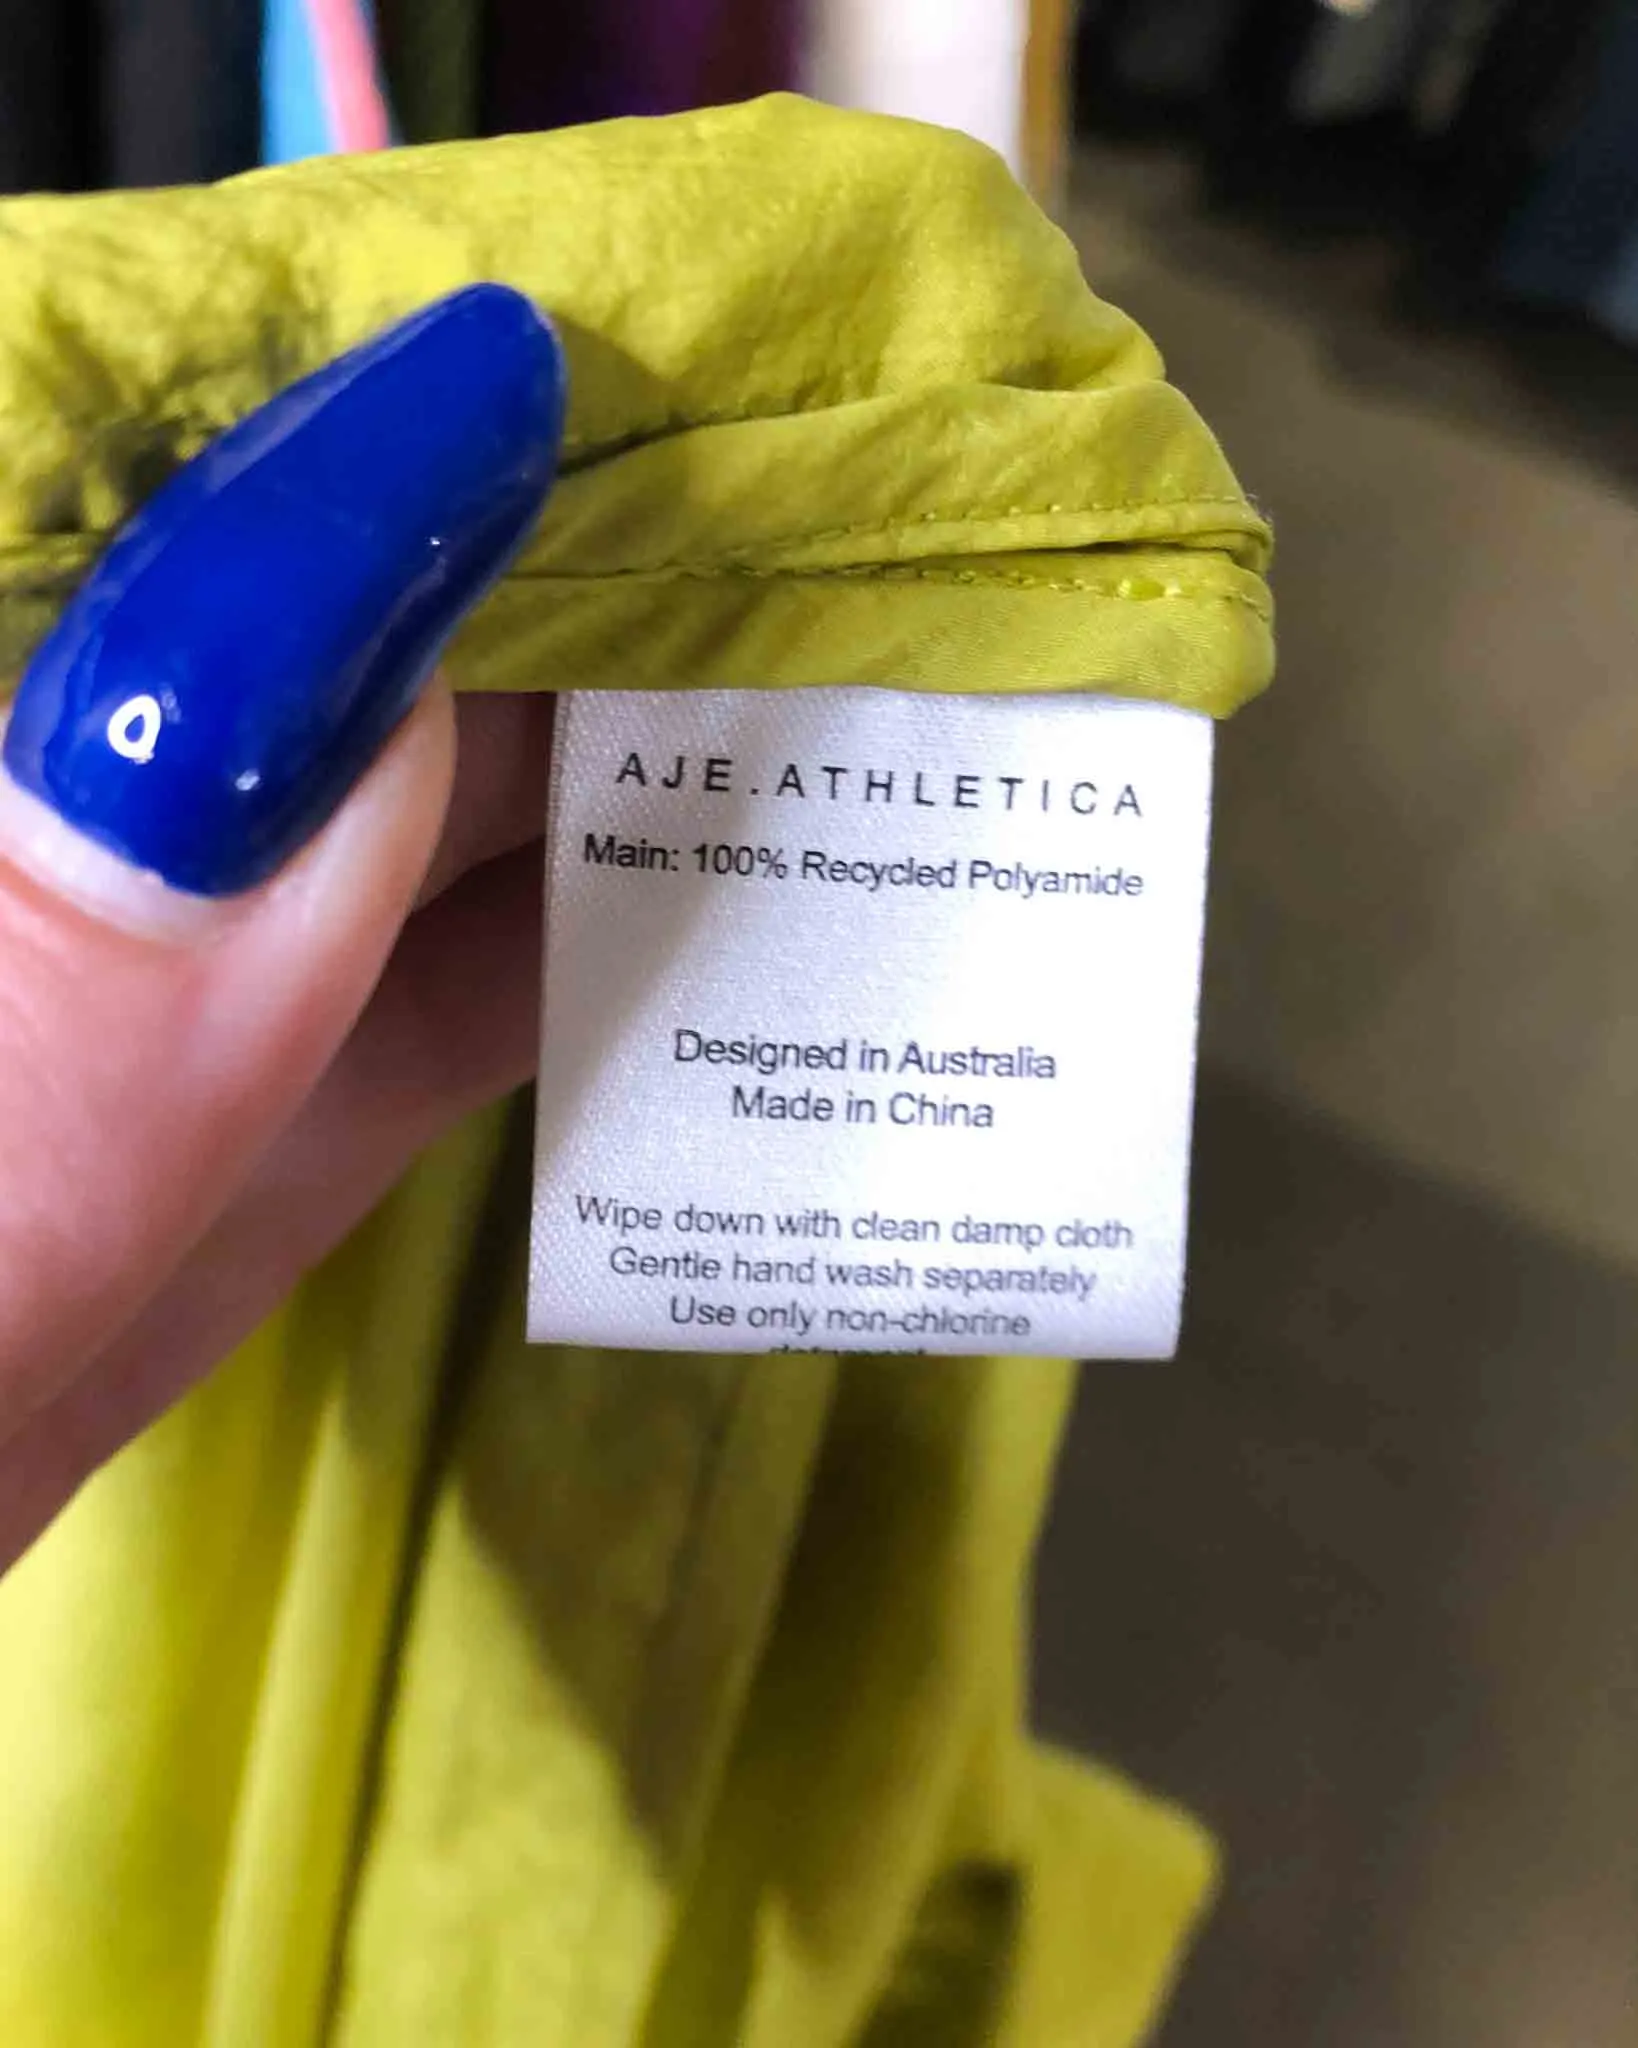 AJE.ATHLETICA
Main: 100% Recycled Polyamide
Designed in Australia
Made in China
Wipe down with clean damp cloth
Gentle hand wash separately
Use only non-chlorine